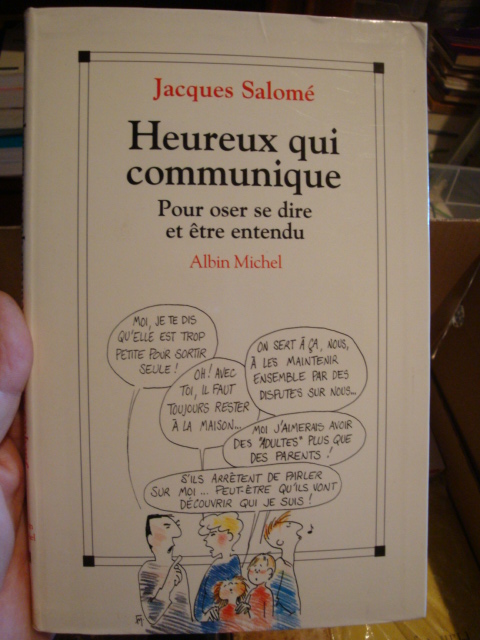 Jacques Salomé
Heureux qui
communique
Pour oser se dire
et être entendu
Albin Michel
MOI, JE TE DIS
QU'ELLE EST TROP
PETITE POUR SORTIR
SEULE !
OH ! AVEC
TOI, IL FAUT
TOUJOURS RESTER
À LA MAISON...
ON SERT À ÇA, NOUS,
À LES MAINTENIR
ENSEMBLE PAR DES
DISPUTES SUR NOUS...
MOI J'AIMERAIS AVOIR
DES "ADULTES" PLUS QUE
DES PARENTS !
S'ILS ARRÊTENT DE PARLER
SUR MOI... PEUT-ÊTRE QU'ILS VONT
DÉCOUVRIR QUI JE SUIS !